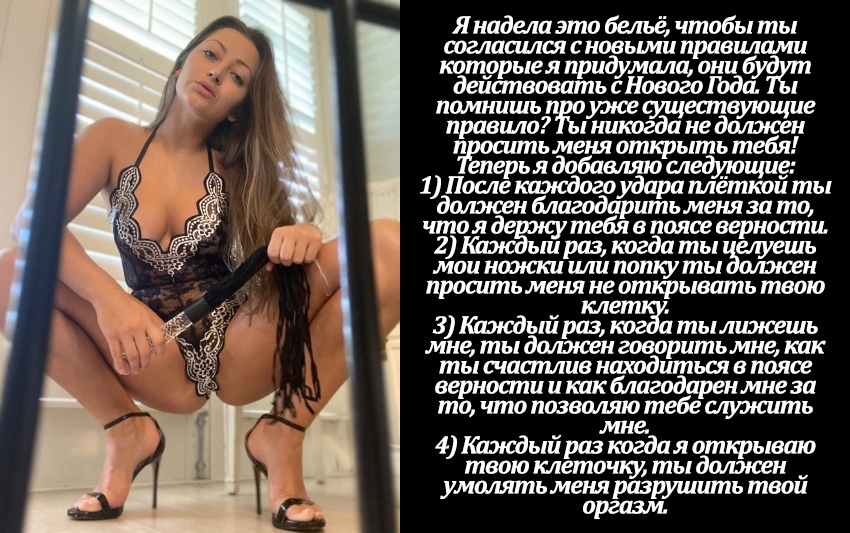 Я надела это бельё, чтобы ты
согласился с новыми правилами
которые я придумала, они будут
действовать с Нового Года. Ты
помнишь про уже существующие
правило? Ты никогда не должен
просить меня открыть тебя!
Теперь я добавляю следующие:
1) После каждого удара плёткой ты
должен благодарить меня за то,
что я держу тебя в поясе верности.
2) Каждый раз, когда ты целуешь
мои ножки или попку ты должен
просить меня не открывать твою
клетку.
3) Каждый раз, когда ты лижешь
мне, ты должен говорить мне, как
ты счастлив находиться в поясе
верности и как благодарен мне за
то, что позволяю тебе служить
мне.
4) Каждый раз когда я открываю
твою клеточку, ты должен
умолять меня разрушить твой
оргазм.